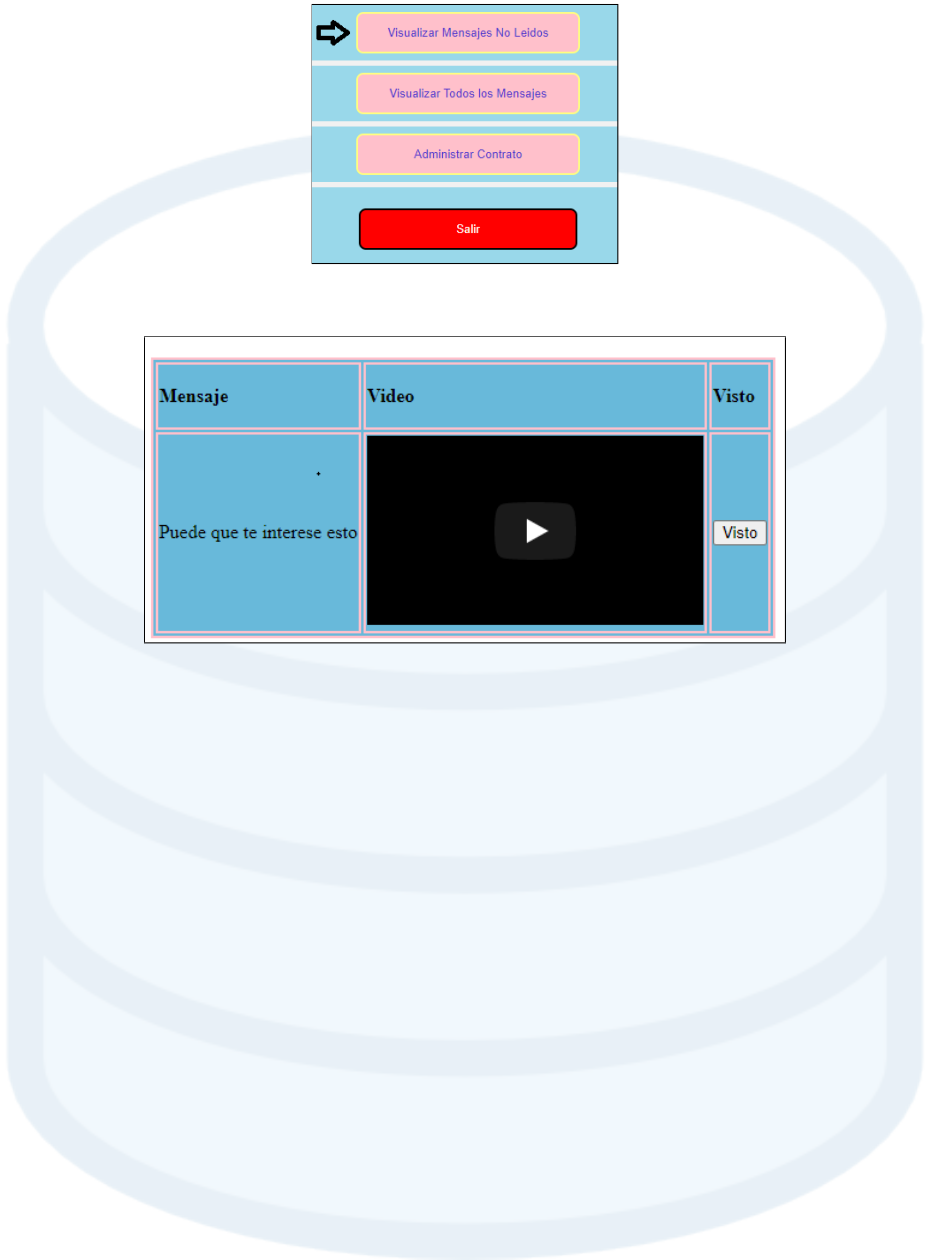 Visualizar Mensajes No Leidos
Visualizar Todos los Mensajes
Administrar Contrato
Salir
Mensaje Video Visto
Puede que te interese esto Visto